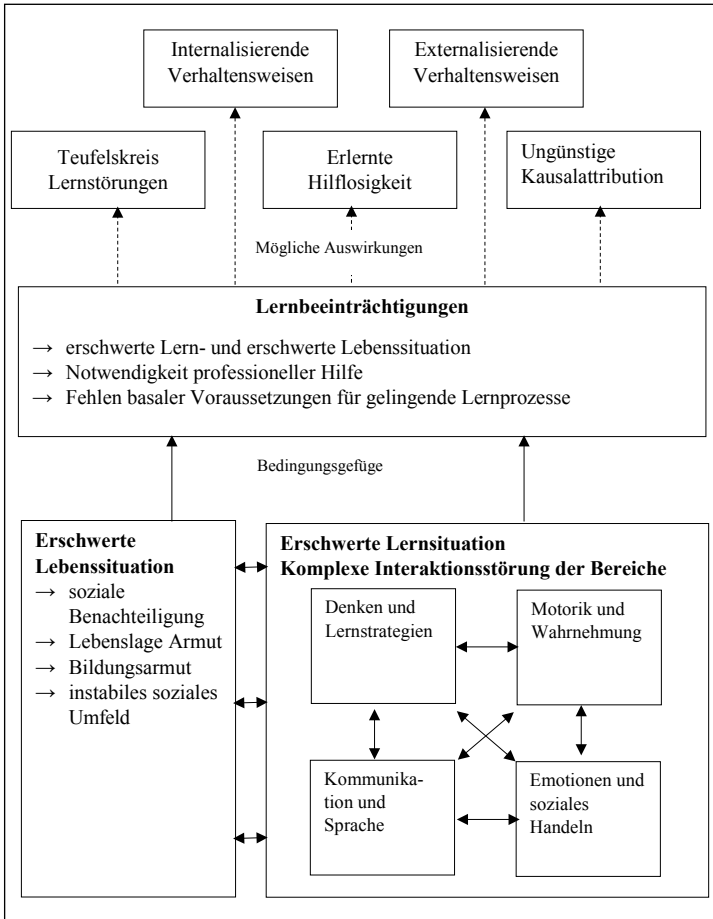 Internalisierende
Verhaltensweisen
Externalisierende
Verhaltensweisen
Teufelskreis
Lernstörungen
Erlernte
Hilflosigkeit
Ungünstige
Kausalattribution
Mögliche Auswirkungen
Lernbeeinträchtigungen
→ erschwerte Lern- und erschwerte Lebenssituation
→ Notwendigkeit professioneller Hilfe
→ Fehlen basaler Voraussetzungen für gelingende Lernprozesse
Bedingungsgefüge
Erschwerte
Lebenssituation
→ soziale
Benachteiligung
→ Lebenslage Armut
→ Bildungsarmut
→ instabiles soziales
Umfeld
Erschwerte Lernsituation
Komplexe Interaktionsstörung der Bereiche
Denken und
Lernstrategien
Motorik und
Wahrnehmung
Kommunika-
tion und
Sprache
Emotionen und
soziales
Handeln